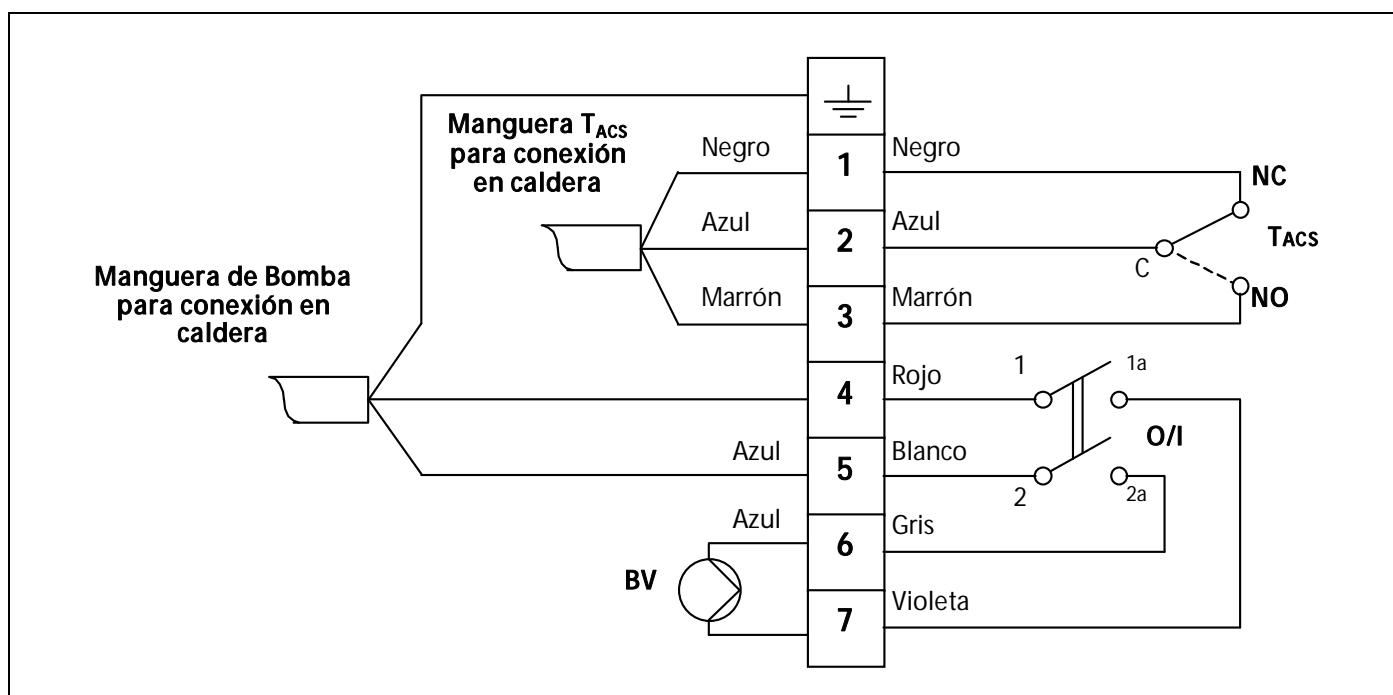 Manguera TACS
para conexión
en caldera
Negro
Azul
Marrón
Manguera de Bomba
para conexión en
caldera
Azul
Azul
BV
1
2
3
4
5
6
7
Negro
NC
Azul
C
TACS
Marrón
NO
Rojo
1
1a
O/I
Blanco
2
2a
Gris
Violeta